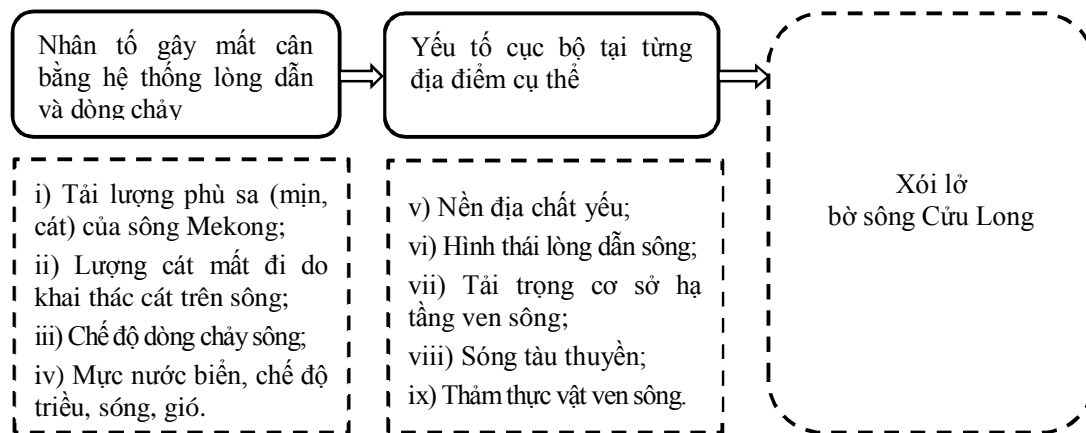 Nhân tố gây mất cân
bằng hệ thống lòng dẫn
và dòng chảy
Yếu tố cục bộ tại từng
địa điểm cụ thể
i) Tải lượng phù sa (mịn,
cát) của sông Mekong;
ii) Lượng cát mất đi do
khai thác cát trên sông;
iii) Chế độ dòng chảy sông;
iv) Mực nước biển, chế độ
triều, sóng, gió.
v) Nền địa chất yếu;
vi) Hình thái lòng dẫn sông;
vii) Tải trọng cơ sở hạ
tầng ven sông;
viii) Sóng tàu thuyền;
ix) Thảm thực vật ven sông.
Xói lở
bờ sông Cửu Long